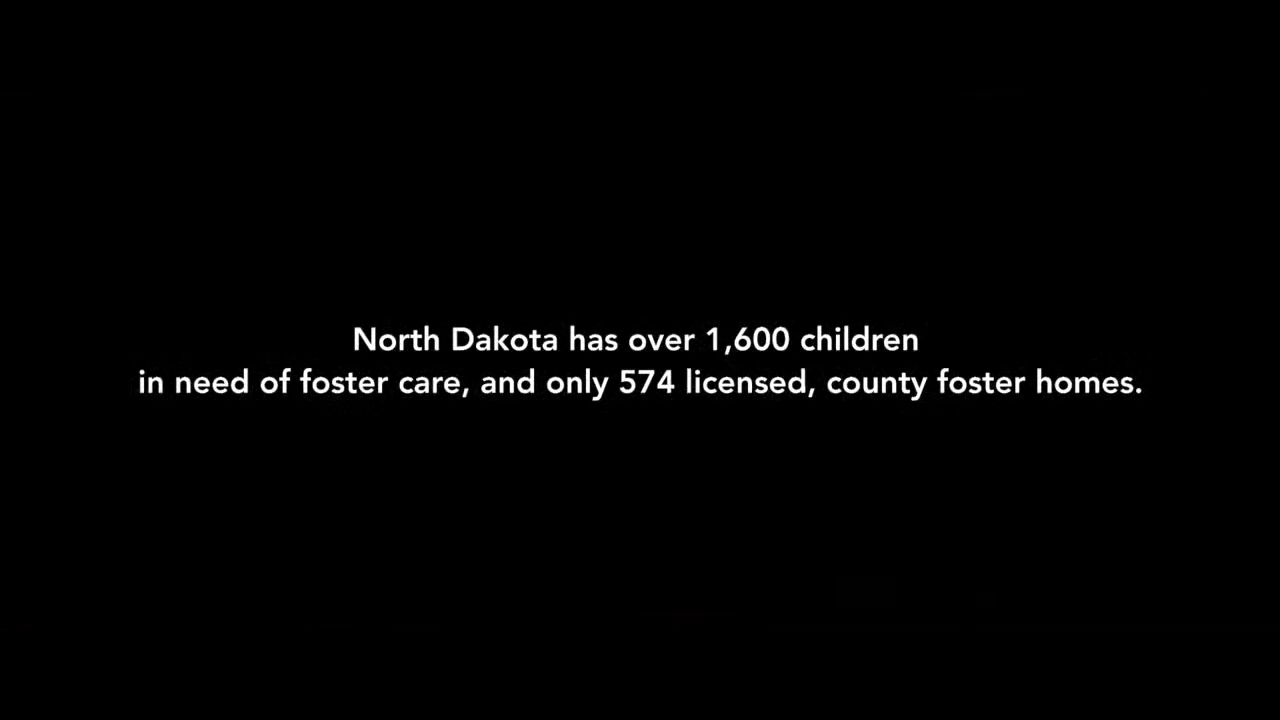 North Dakota has over 1,600 children
in need of foster care, and only 574 licensed, county foster homes.